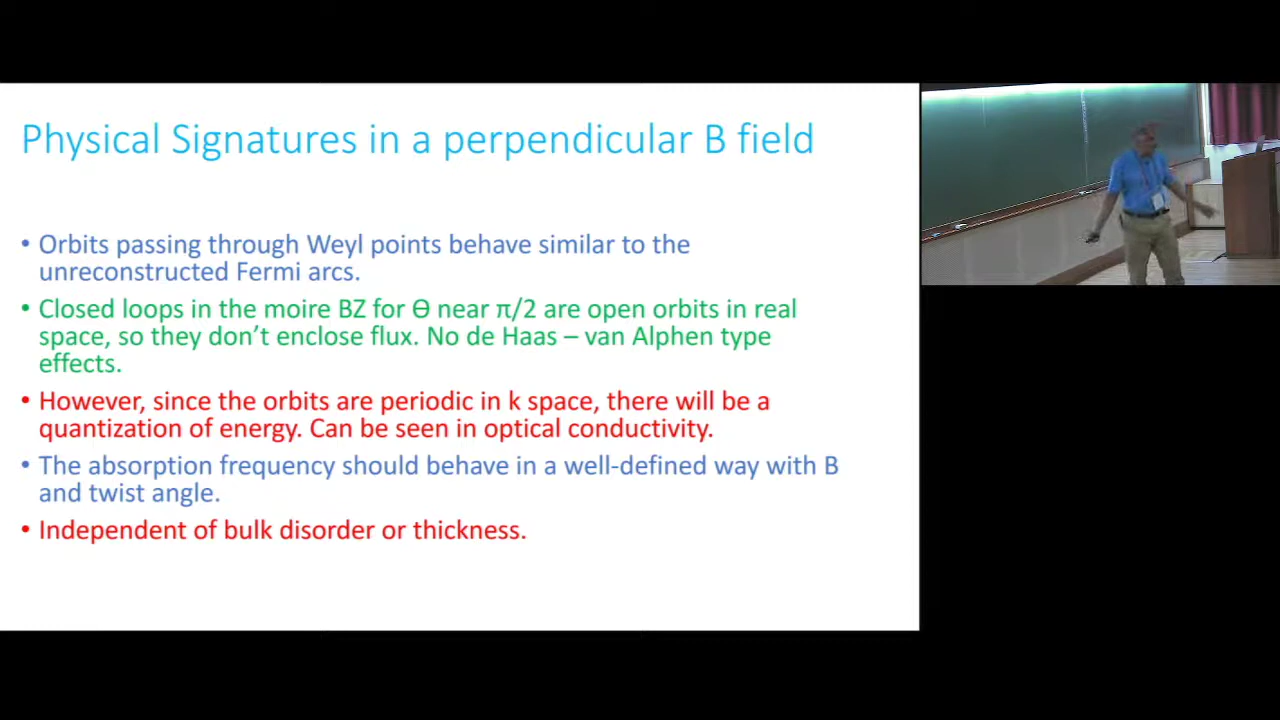 Physical Signatures in a perpendicular B field
• Orbits passing through Weyl points behave similar to the
unreconstructed Fermi arcs.
• Closed loops in the moire BZ for ϴ near π/2 are open orbits in real
space, so they don’t enclose flux. No de Haas – van Alphen type
effects.
• However, since the orbits are periodic in k space, there will be a
quantization of energy. Can be seen in optical conductivity.
• The absorption frequency should behave in a well-defined way with B
and twist angle.
• Independent of bulk disorder or thickness.